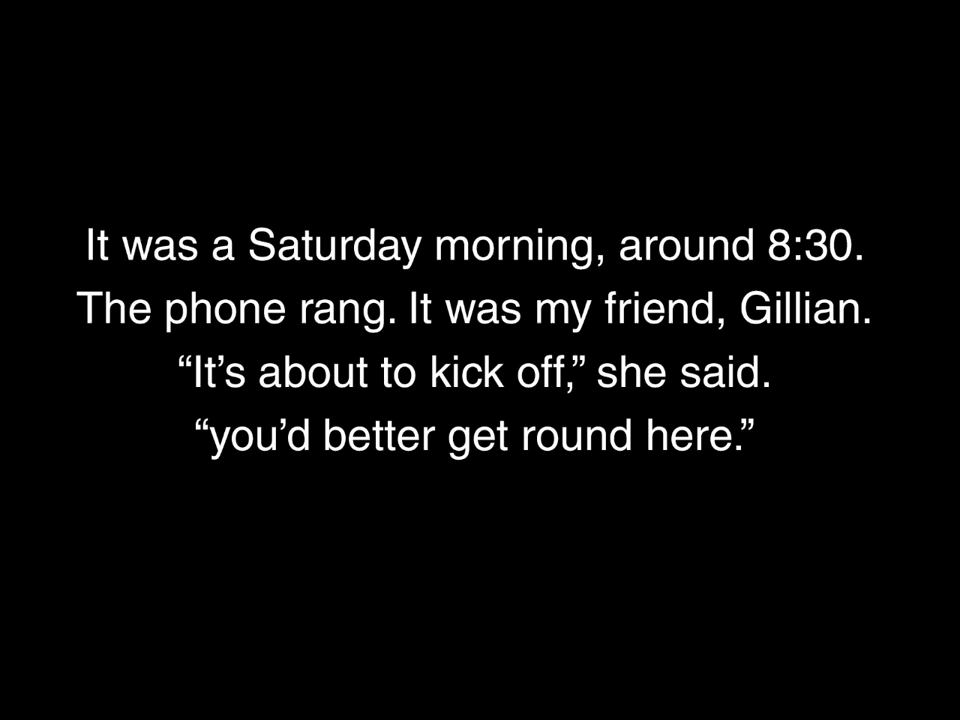 It was a Saturday morning, around 8:30.
The phone rang. It was my friend, Gillian.
“It’s about to kick off,” she said.
“you’d better get round here.”